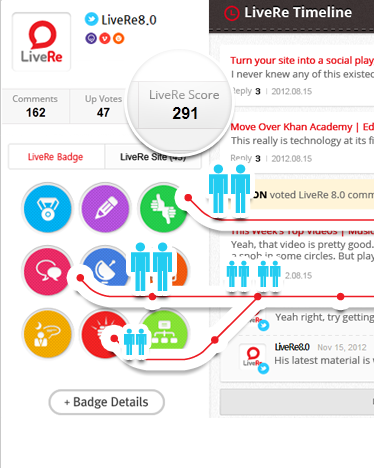 LiveRe
LiveRe8.0
Comments
162
Up Votes
47
LiveRe Score
291
LiveRe Badge
LiveRe Site
+ Badge Details
LiveRe Timeline
Turn your site into a social play
I never knew any of this existed
Reply 3 | 2012.08.15
Move Over Khan Academy | Ed
This really is technology at its fi
Reply 3 | 2012.08.15
ON voted LiveRe 8.0 comm
This Week's Top Videos | Music
Yeah, that video is pretty good.
a snob in some circles. But play
2.08.15
Yeah right, try getting
LiveRe
LiveRe8.0 Nov 15, 2012
His latest material is